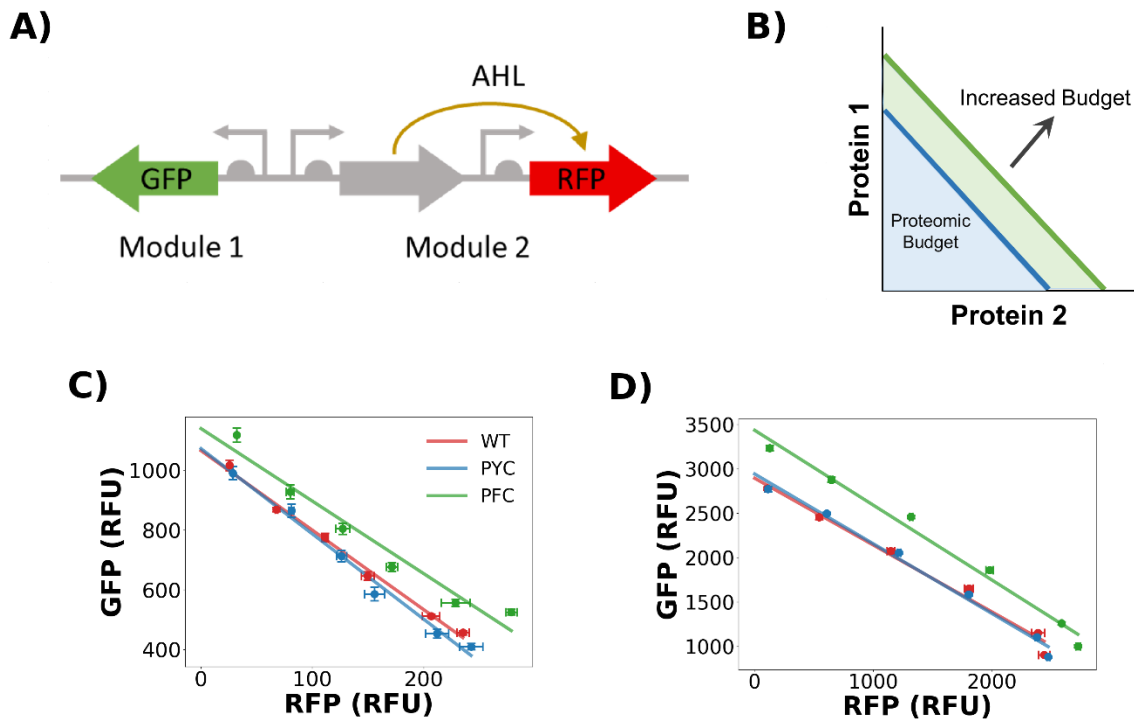 A)
AHL
GFP
RFP
Module 1
Module 2
B)
Protein 1
Increased Budget
Proteomic
Budget
Protein 2
C)
GFP (RFU)
1000
800
600
400
WT
PYC
PFC
0
100
200
RFP (RFU)
D)
GFP (RFU)
3500
3000
2500
2000
1500
1000
0
1000
2000
RFP (RFU)